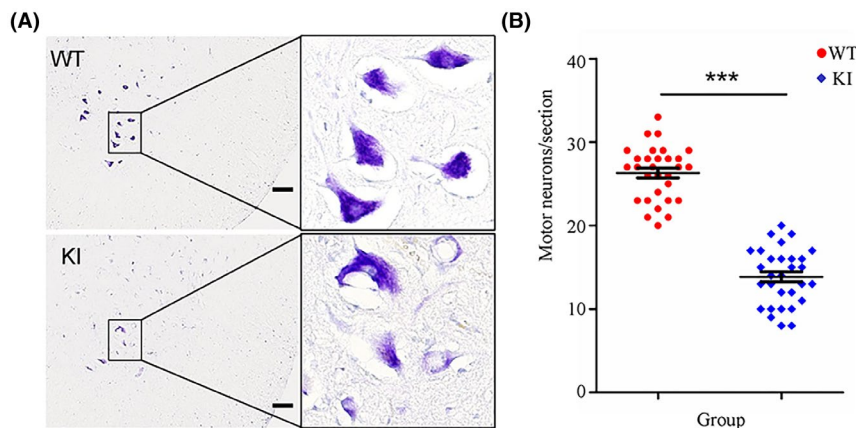 (A)
WT
KI
(B)
WT
KI
***
Motor neurons/section
40
30
20
10
0
Group